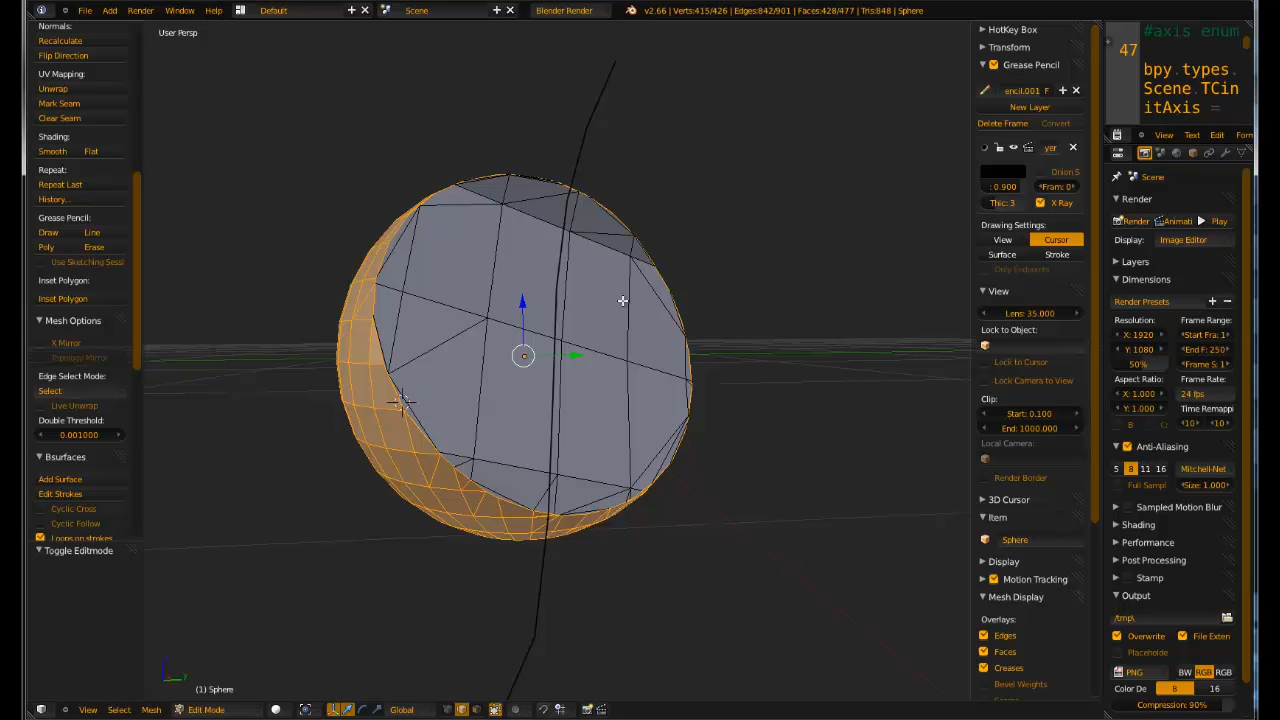 File Add Render Window Help Default Scene Blender Render v2.66 | Verts:415/426 | Edges:842/901 | Faces:428/477 | Tris:848 | Sphere
Normals:
Recalculate
Flip Direction
UV Mapping:
Unwrap
Mark Seam
Clear Seam
Shading:
Smooth Flat
Repeat:
Repeat Last
History...
Grease Pencil:
Draw Line
Poly Erase
Use Sketching Sessi
Inset Polygon:
Inset Polygon
Mesh Options
X Mirror
Topology Mirror
Edge Select Mode:
Select
Live Unwrap
Double Threshold:
0.001000
Bsurfaces
Add Surface
Edit Strokes
Cyclic Cross
Cyclic Follow
Loops on strokes
Toggle Editmode
User Persp
z
y
(1) Sphere
View Select Mesh Edit Mode Global
HotKey Box
Transform
Grease Pencil
encil.001 F
New Layer
Delete Frame Convert
yer
Onion S
: 0.900 Fram: 0
Thic: 3 X Ray
Drawing Settings:
View Cursor
Surface Stroke
Only Endpoints
View
Lens: 35.000
Lock to Object:
Lock to Cursor
Lock Camera to View
Clip:
Start: 0.100
End: 1000.000
Local Camera:
Render Border
3D Cursor
Item
Sphere
Display
Motion Tracking
Mesh Display
Overlays:
Edges
Faces
Creases
Bevel Weights
#axis enum
47
bpy.types.
Scene.TCin
itAxis =
View Text Edit Form
Scene
Render
Render Animati Play
Display: Image Editor
Layers
Dimensions
Render Presets
Resolution: Frame Range:
X: 1920 Start Fra: 1
Y: 1080 End F: 250
50% Frame S: 1
Aspect Ratio: Frame Rate:
X: 1.000 24 fps
Y: 1.000 Time Remappi
B 10 10
Anti-Aliasing
5 8 11 16 Mitchell-Net
Full Sampl Size: 1.000
Sampled Motion Blur
Shading
Performance
Post Processing
Stamp
Output
/tmp\
Overwrite File Exten
Placeholde
PNG BW RGB RGB
Color De 8 16
Compression: 90%